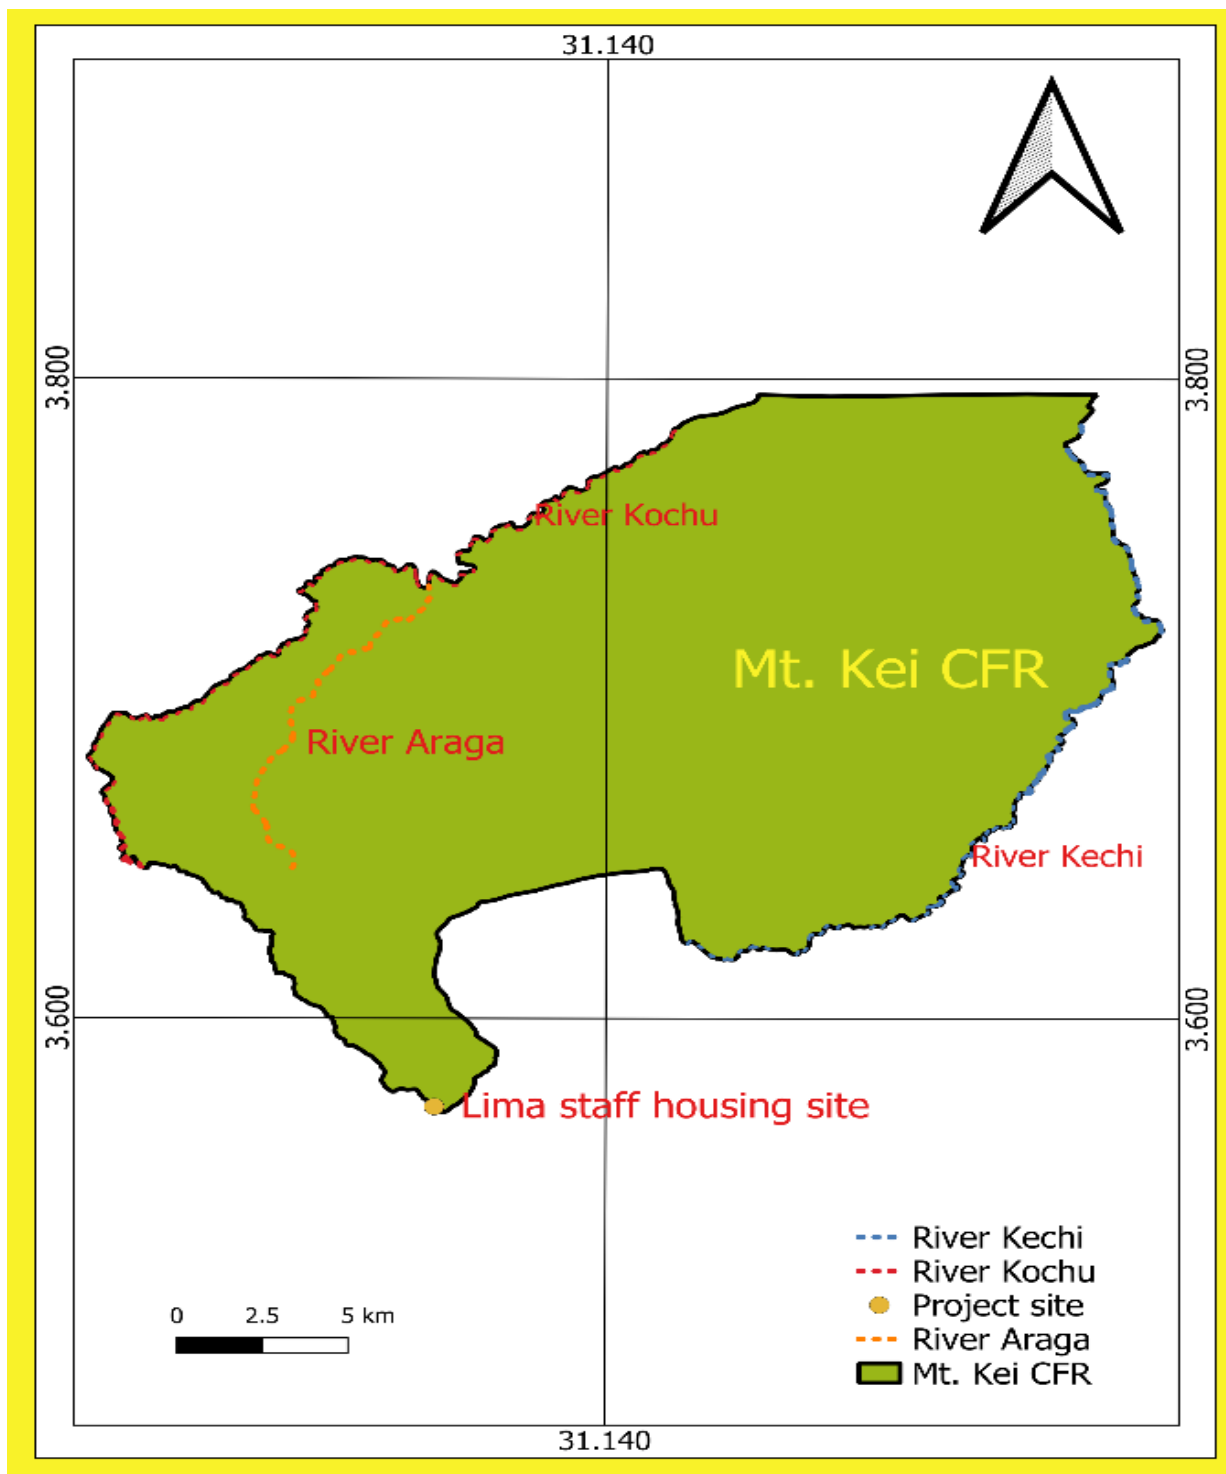 31.140
3.800
3.800
River Kochu
Mt. Kei CFR
River Araga
River Kechi
3.600
3.600
Lima staff housing site
River Kechi
River Kochu
Project site
River Araga
Mt. Kei CFR
0 2.5 5 km
31.140